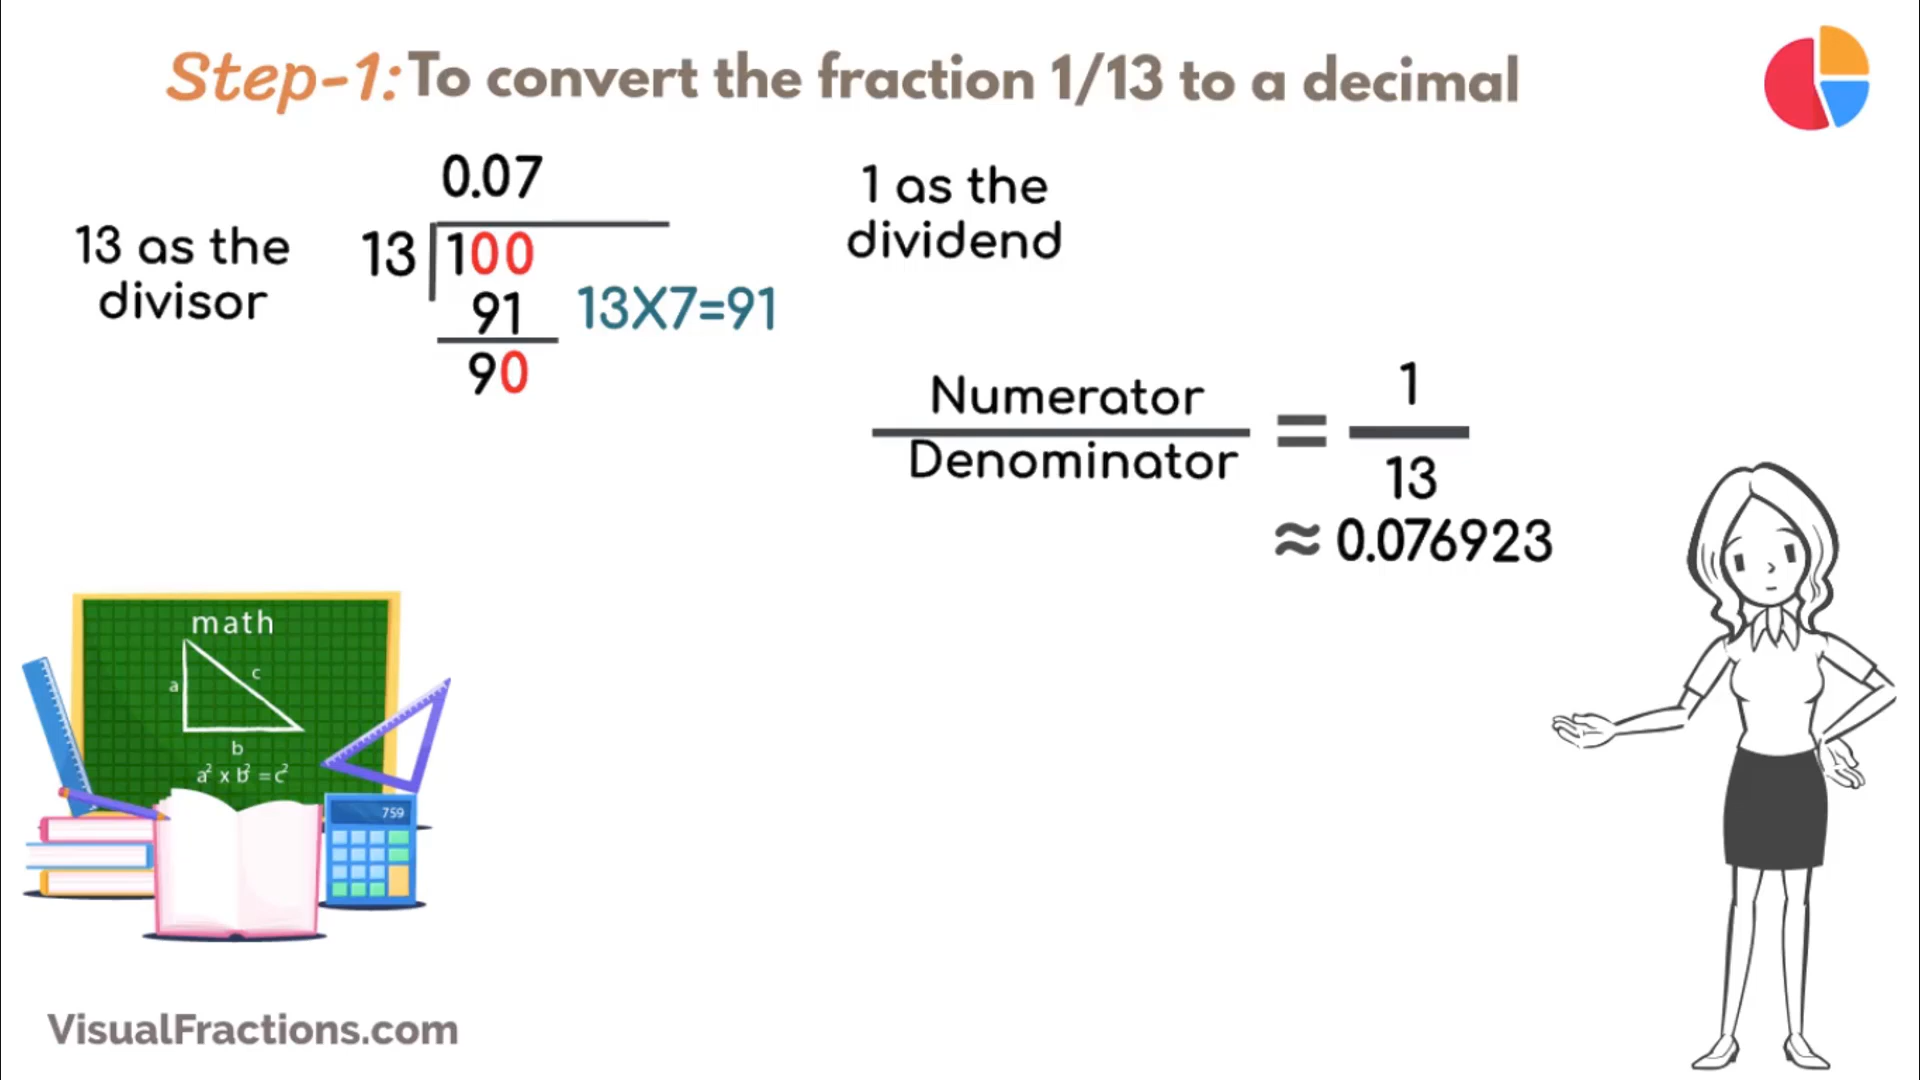 Step-1: To convert the fraction 1/13 to a decimal
0.07
13 100
91 13X7=91
90
13 as the
divisor
1 as the
dividend
Numerator
Denominator
= 1
13
≈ 0.076923
math
a
c
b
a² x b² = c²
759
VisualFractions.com